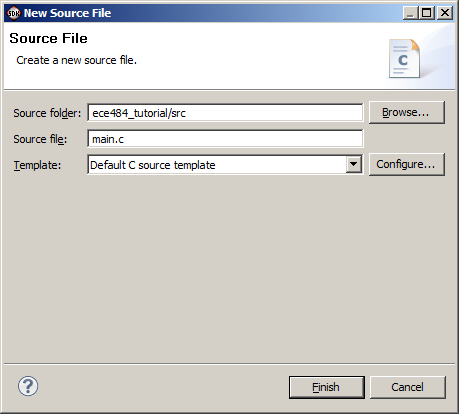 SDK New Source File
Source File
Create a new source file.
C
Source folder: ece484_tutorial/src Browse...
Source file: main.c
Template: Default C source template Configure...
? Finish Cancel